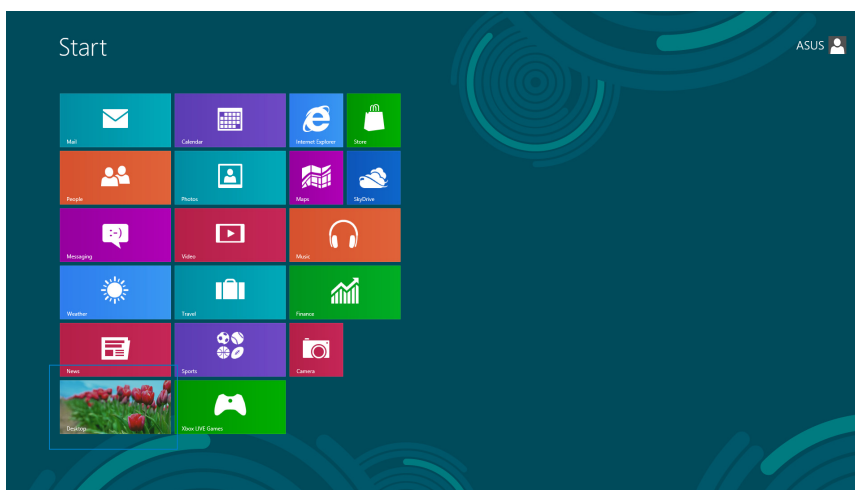 Start
ASUS
Mail
Calendar
Internet Explorer
Store
People
Photos
Maps
SkyDrive
:-)
Messaging
Video
Music
Weather
Travel
Finance
News
Sports
Camera
Desktop
Xbox LIVE Games